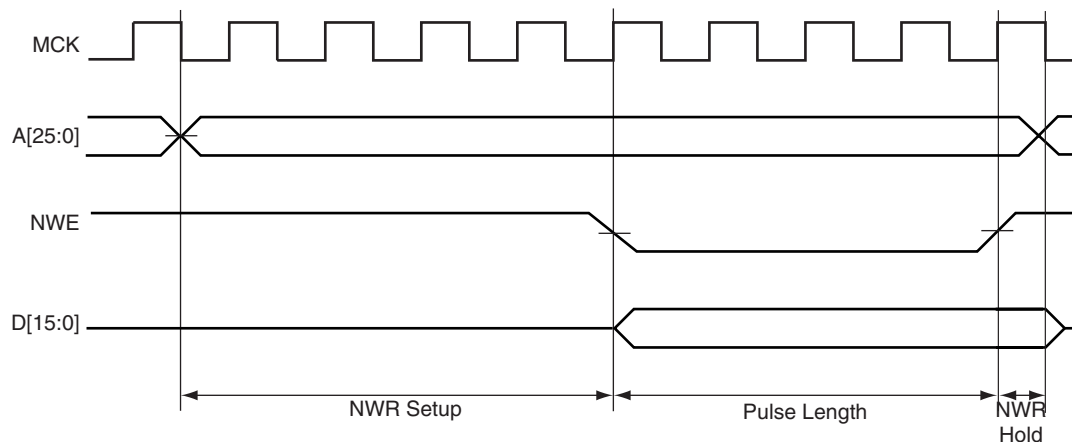 MCK
A[25:0]
NWE
D[15:0]
NWR Setup
Pulse Length
NWR
Hold